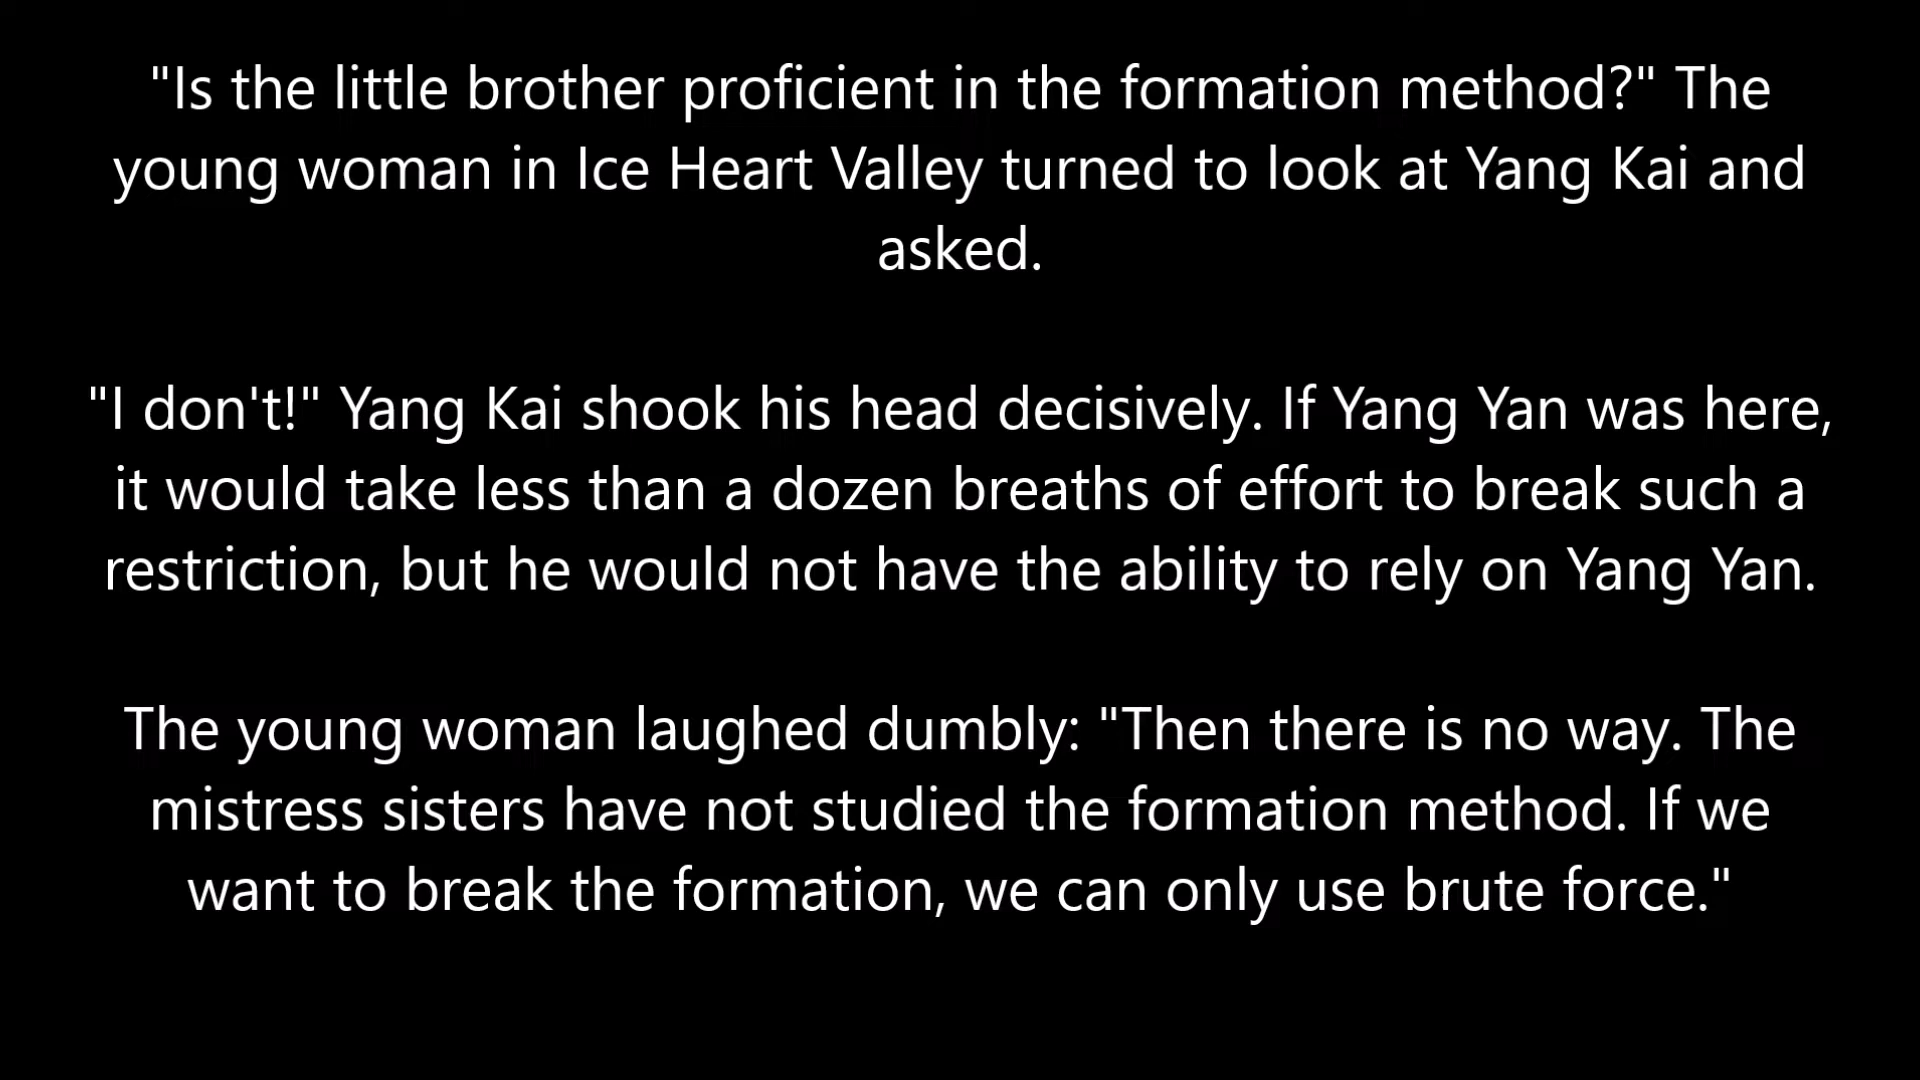 "Is the little brother proficient in the formation method?" The
young woman in Ice Heart Valley turned to look at Yang Kai and
asked.
"I don't!" Yang Kai shook his head decisively. If Yang Yan was here,
it would take less than a dozen breaths of effort to break such a
restriction, but he would not have the ability to rely on Yang Yan.
The young woman laughed dumbly: "Then there is no way. The
mistress sisters have not studied the formation method. If we
want to break the formation, we can only use brute force."